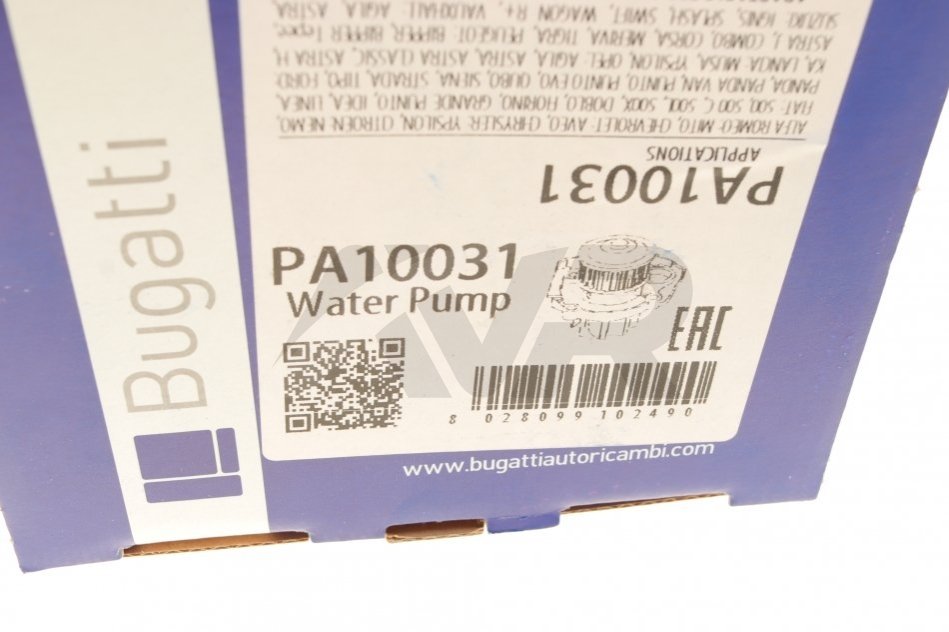 Bugatti
PA10031
Water Pump
EAC
8 028099 102490
www.bugattiautoricambi.com
PA10031
APPLICATIONS
ALFA ROMEO: MITO, CHEVROLET: AVEO, CHRYSLER: YPSILON, CITROEN: NEMO,
FIAT: 500, 500 C, 500L, 500X, DOBLO, FIORINO, GRANDE PUNTO, IDEA, LINEA,
PANDA, PANDA VAN, PUNTO, PUNTO EVO, QUBO, SIENA, STRADA, TIPO, FORD:
KA, LANCIA: MUSA, YPSILON, OPEL: AGILA, ASTRA, ASTRA CLASSIC, ASTRA H,
ASTRA J, COMBO, CORSA, MERIVA, TIGRA, PEUGEOT: BIPPER, BIPPER Tepee,
SUZUKI: IGNIS, SPLASH, SWIFT, WAGON R+, VAUXHALL: AGILA, ASTRA,
KVR